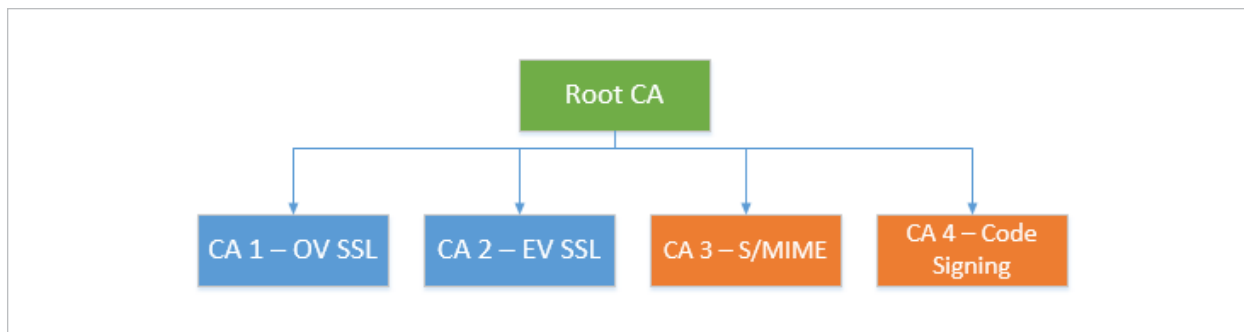 Root CA
CA 1 – OV SSL
CA 2 – EV SSL
CA 3 – S/MIME
CA 4 – Code
Signing